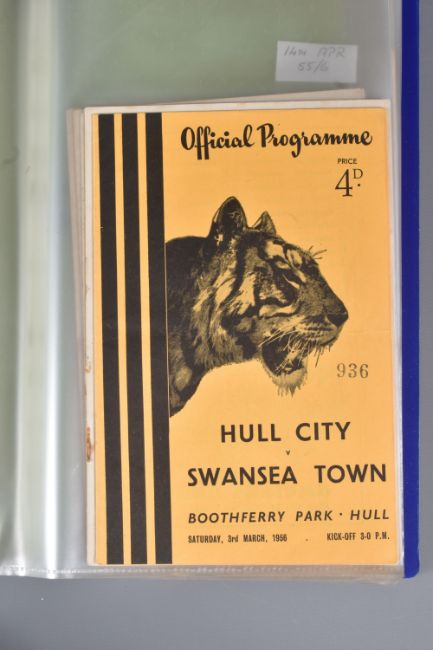 14TH APR
55/6
Official Programme
PRICE
4D.
936
HULL CITY
v
SWANSEA TOWN
BOOTHFERRY PARK · HULL
SATURDAY, 3rd MARCH, 1956 . KICK-OFF 3-0 P.M.